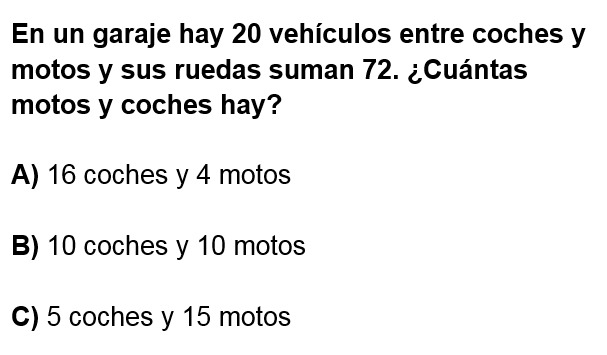 En un garaje hay 20 vehículos entre coches y
motos y sus ruedas suman 72. ¿Cuántas
motos y coches hay?
A) 16 coches y 4 motos
B) 10 coches y 10 motos
C) 5 coches y 15 motos